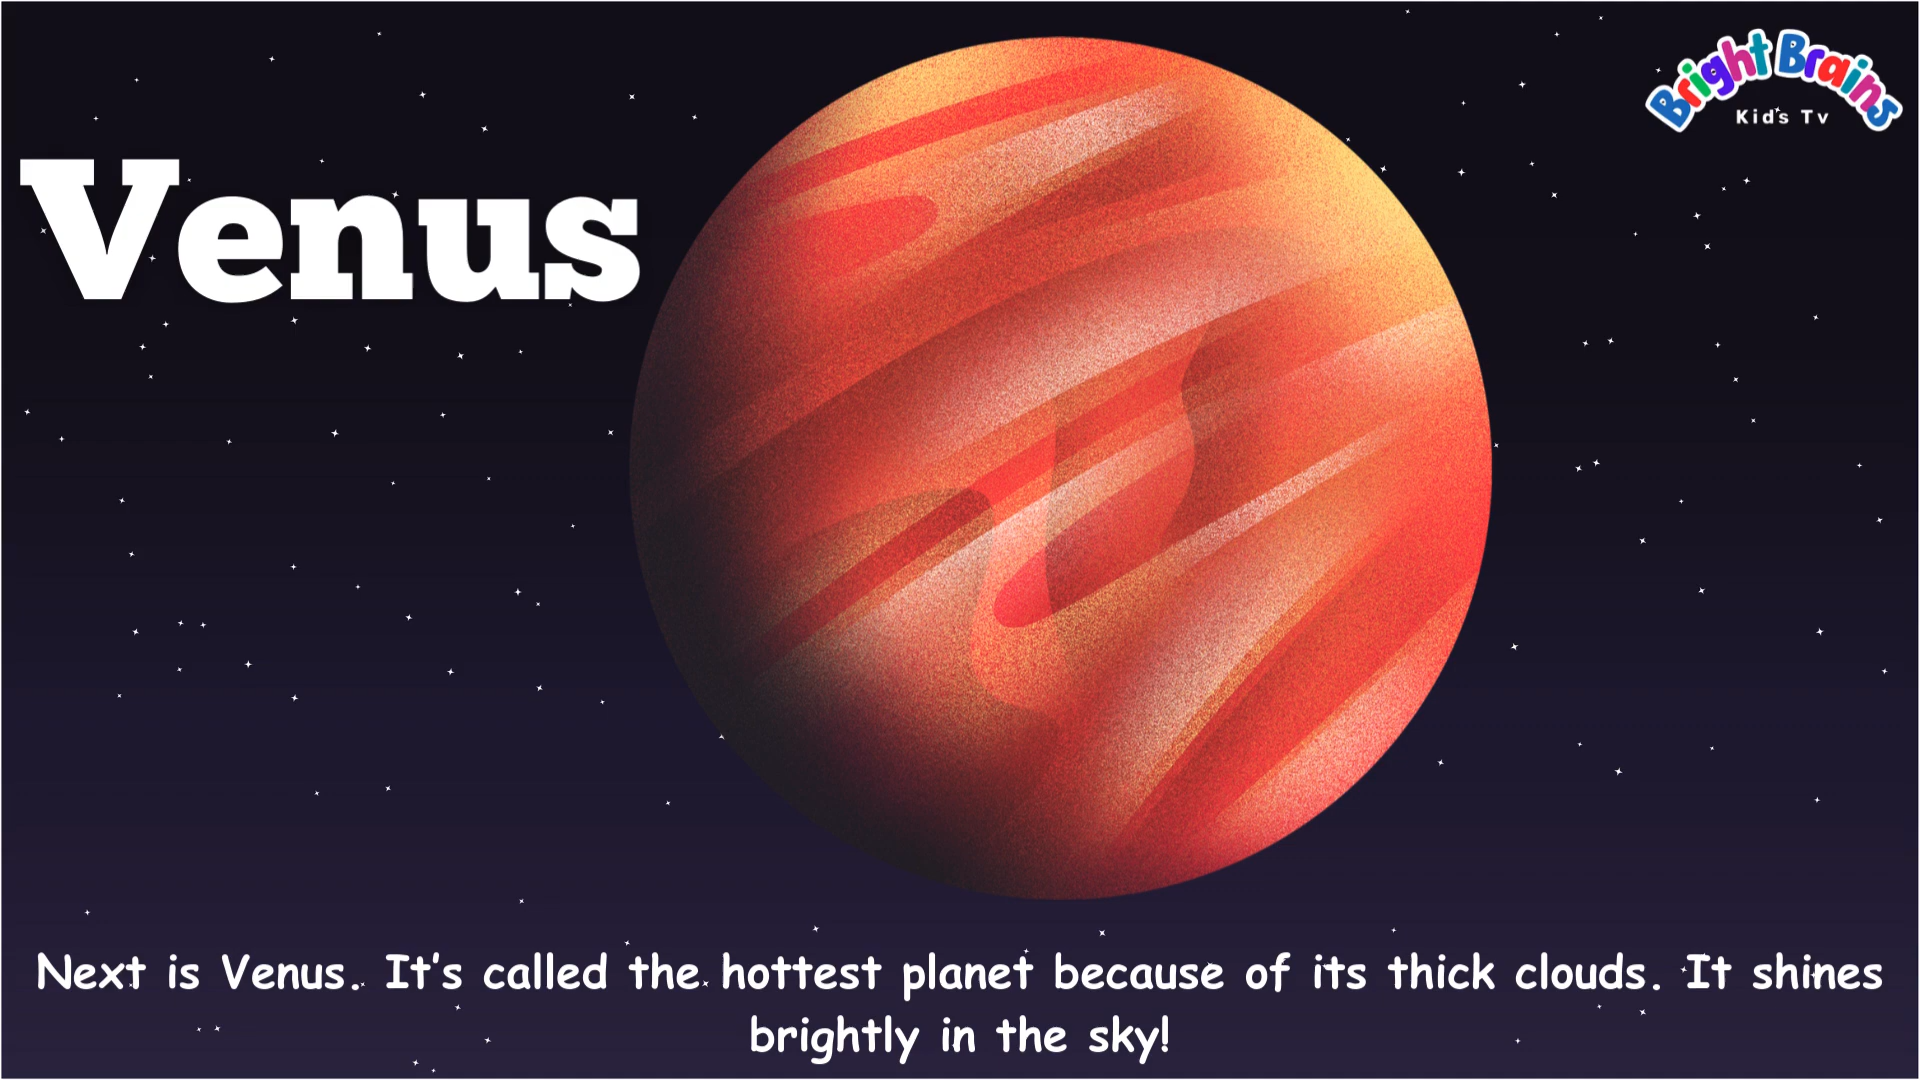 Bright Brains
Kid's Tv
Venus
Next is Venus. It's called the hottest planet because of its thick clouds. It shines
brightly in the sky!